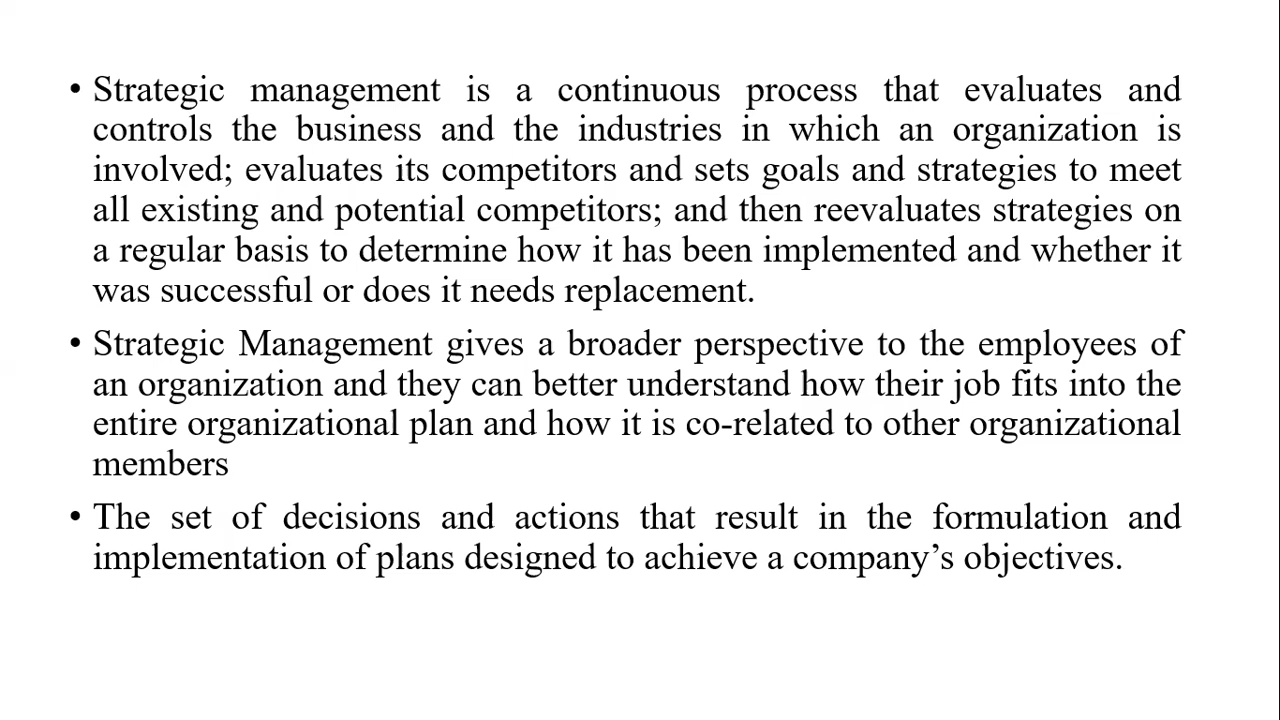 • Strategic management is a continuous process that evaluates and
controls the business and the industries in which an organization is
involved; evaluates its competitors and sets goals and strategies to meet
all existing and potential competitors; and then reevaluates strategies on
a regular basis to determine how it has been implemented and whether it
was successful or does it needs replacement.
• Strategic Management gives a broader perspective to the employees of
an organization and they can better understand how their job fits into the
entire organizational plan and how it is co-related to other organizational
members
• The set of decisions and actions that result in the formulation and
implementation of plans designed to achieve a company’s objectives.